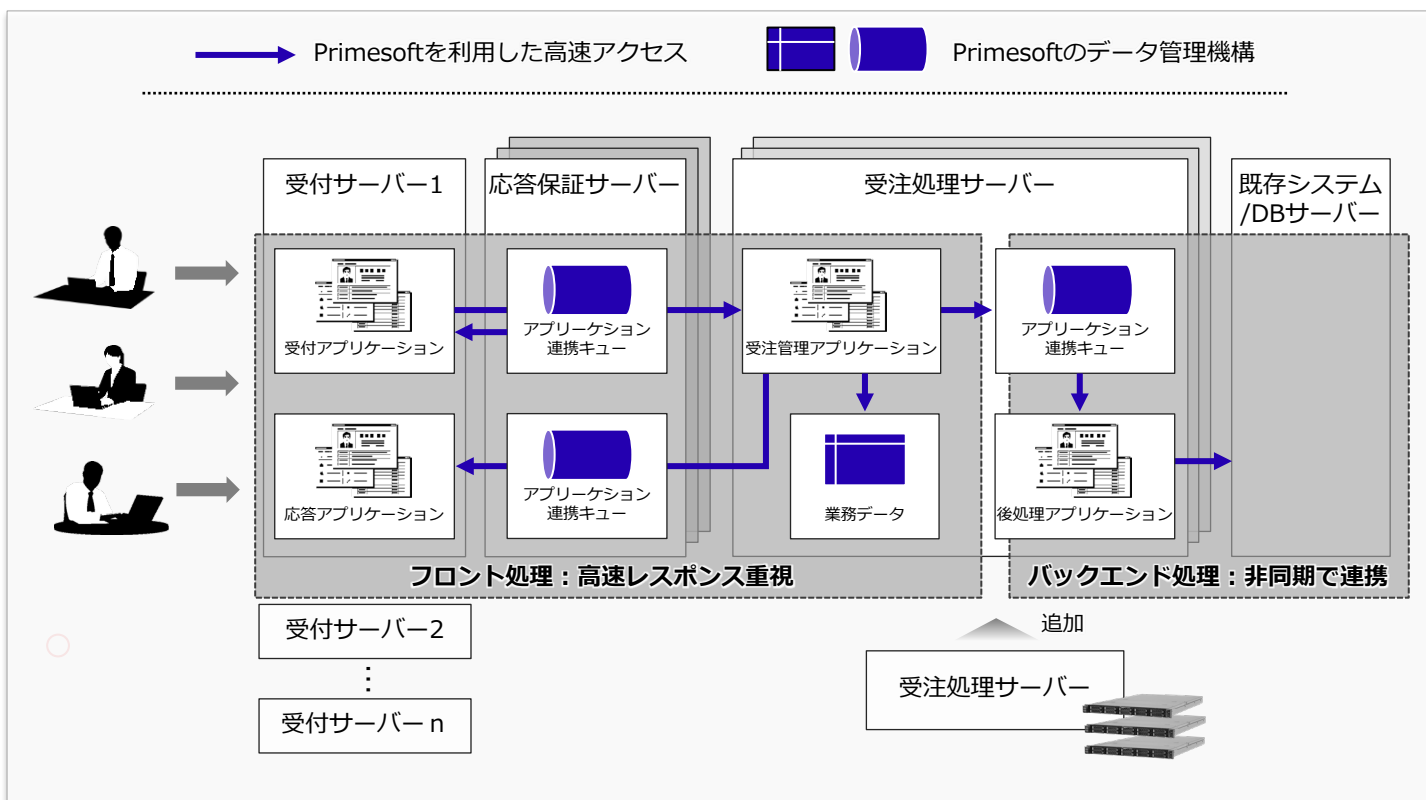 Primesoftを利用した高速アクセス
Primesoftのデータ管理機構
受付サーバー1
応答保証サーバー
受注処理サーバー
既存システム
/DBサーバー
受付アプリケーション
アプリーケション
連携キュー
受注管理アプリケーション
アプリーケション
連携キュー
応答アプリケーション
アプリーケション
連携キュー
業務データ
後処理アプリケーション
フロント処理：高速レスポンス重視
バックエンド処理：非同期で連携
受付サーバー2
追加
受注処理サーバー
受付サーバーn